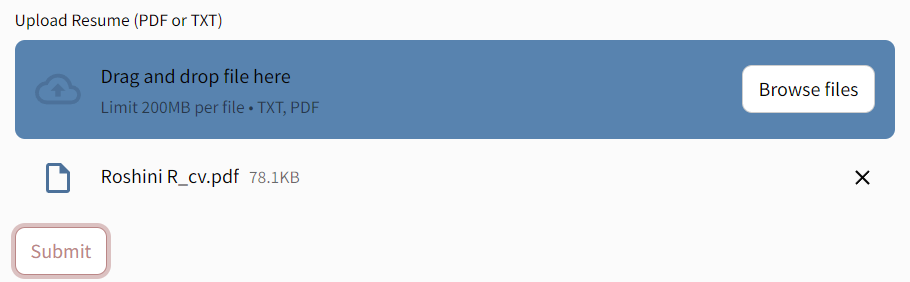 Upload Resume (PDF or TXT)
Drag and drop file here
Limit 200MB per file • TXT, PDF
Browse files
Roshini R_cv.pdf 78.1KB
Submit